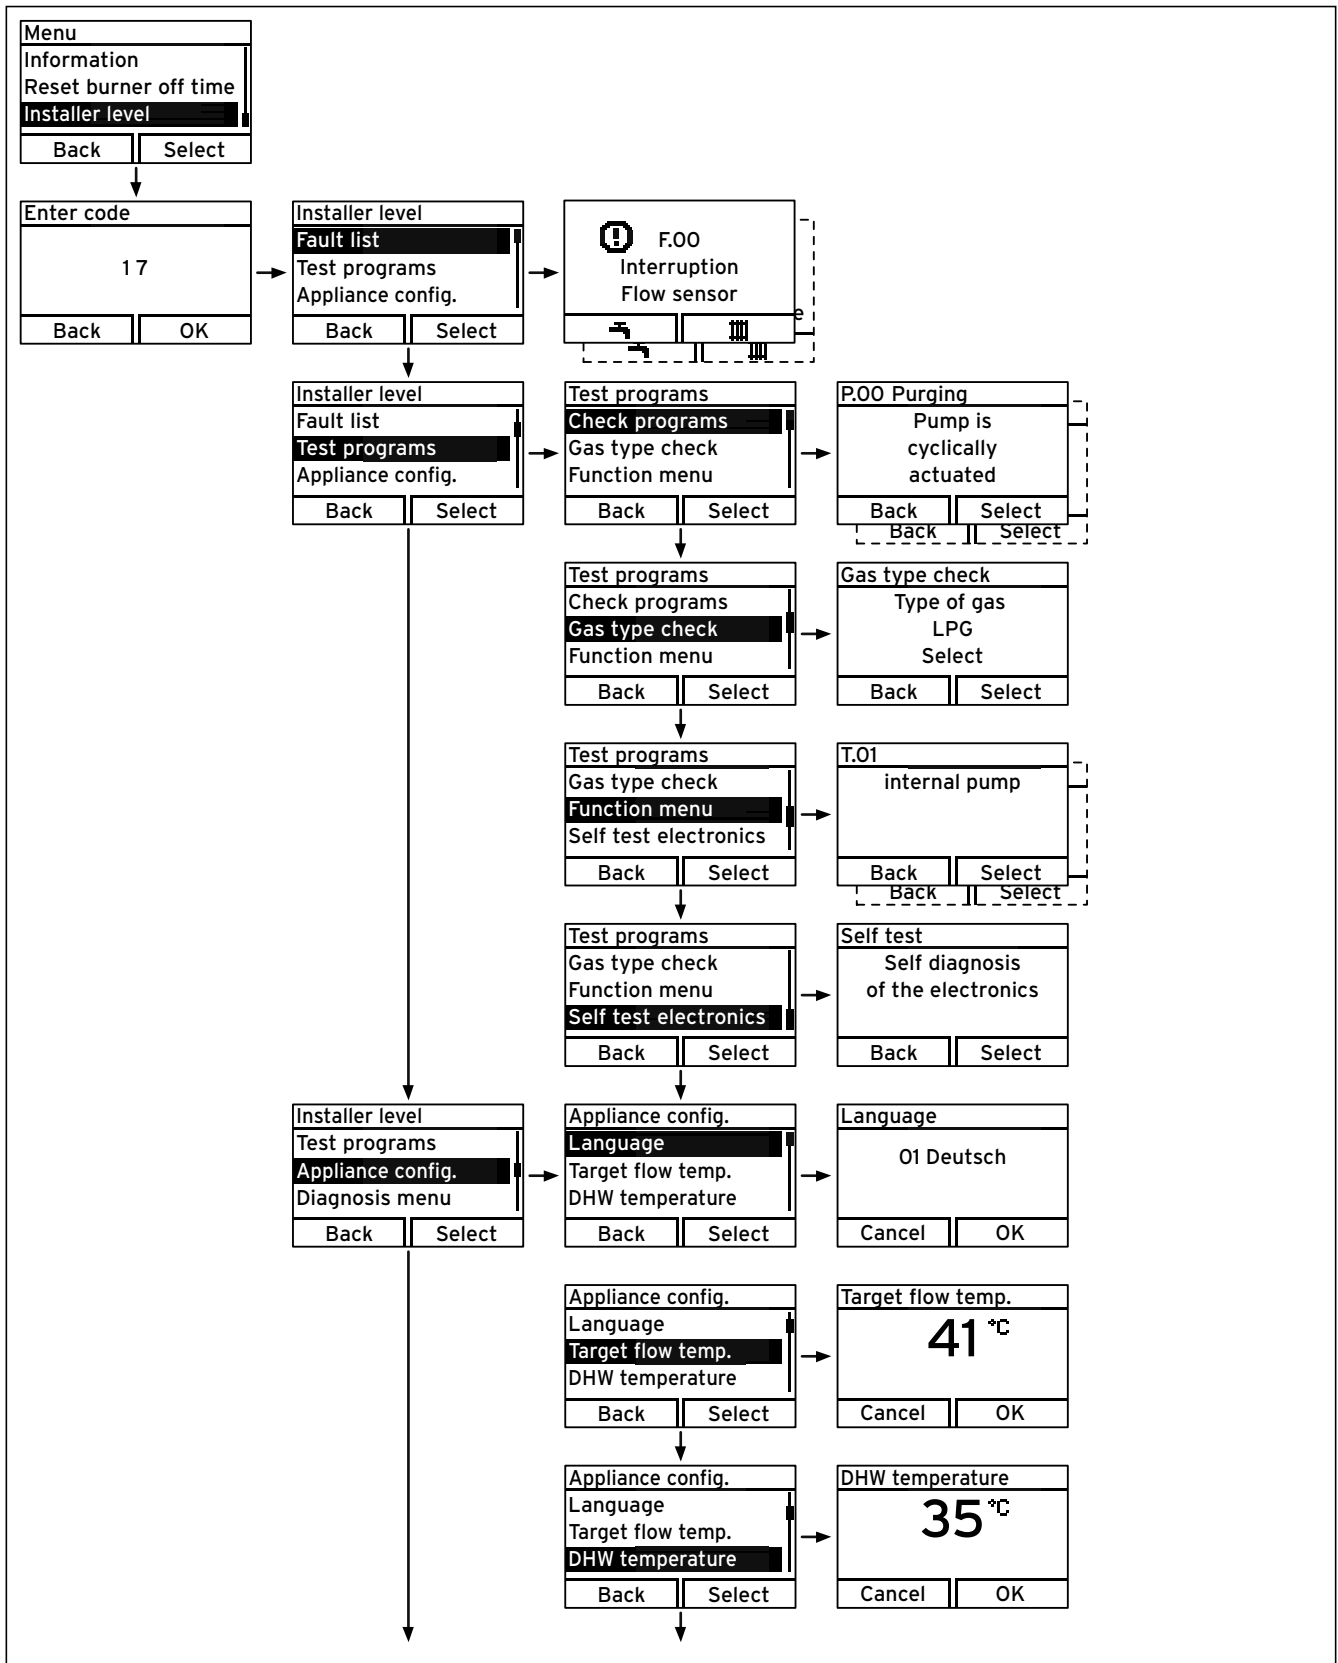 Menu
Information
Reset burner off time
Installer level
Back Select
Enter code
17
Back OK
Installer level
Fault list
Test programs
Appliance config.
Back Select
F.00
Interruption
Flow sensor
e
Installer level
Fault list
Test programs
Appliance config.
Back Select
Test programs
Check programs
Gas type check
Function menu
Back Select
P.00 Purging
Pump is
cyclically
actuated
Back Select
Back Select
Test programs
Check programs
Gas type check
Function menu
Back Select
Gas type check
Type of gas
LPG
Select
Back Select
Test programs
Gas type check
Function menu
Self test electronics
Back Select
T.01
internal pump
Back Select
Back Select
Test programs
Gas type check
Function menu
Self test electronics
Back Select
Self test
Self diagnosis
of the electronics
Back Select
Installer level
Test programs
Appliance config.
Diagnosis menu
Back Select
Appliance config.
Language
Target flow temp.
DHW temperature
Back Select
Language
01 Deutsch
Cancel OK
Appliance config.
Language
Target flow temp.
DHW temperature
Back Select
Target flow temp.
41 °C
Cancel OK
Appliance config.
Language
Target flow temp.
DHW temperature
Back Select
DHW temperature
35 °C
Cancel OK